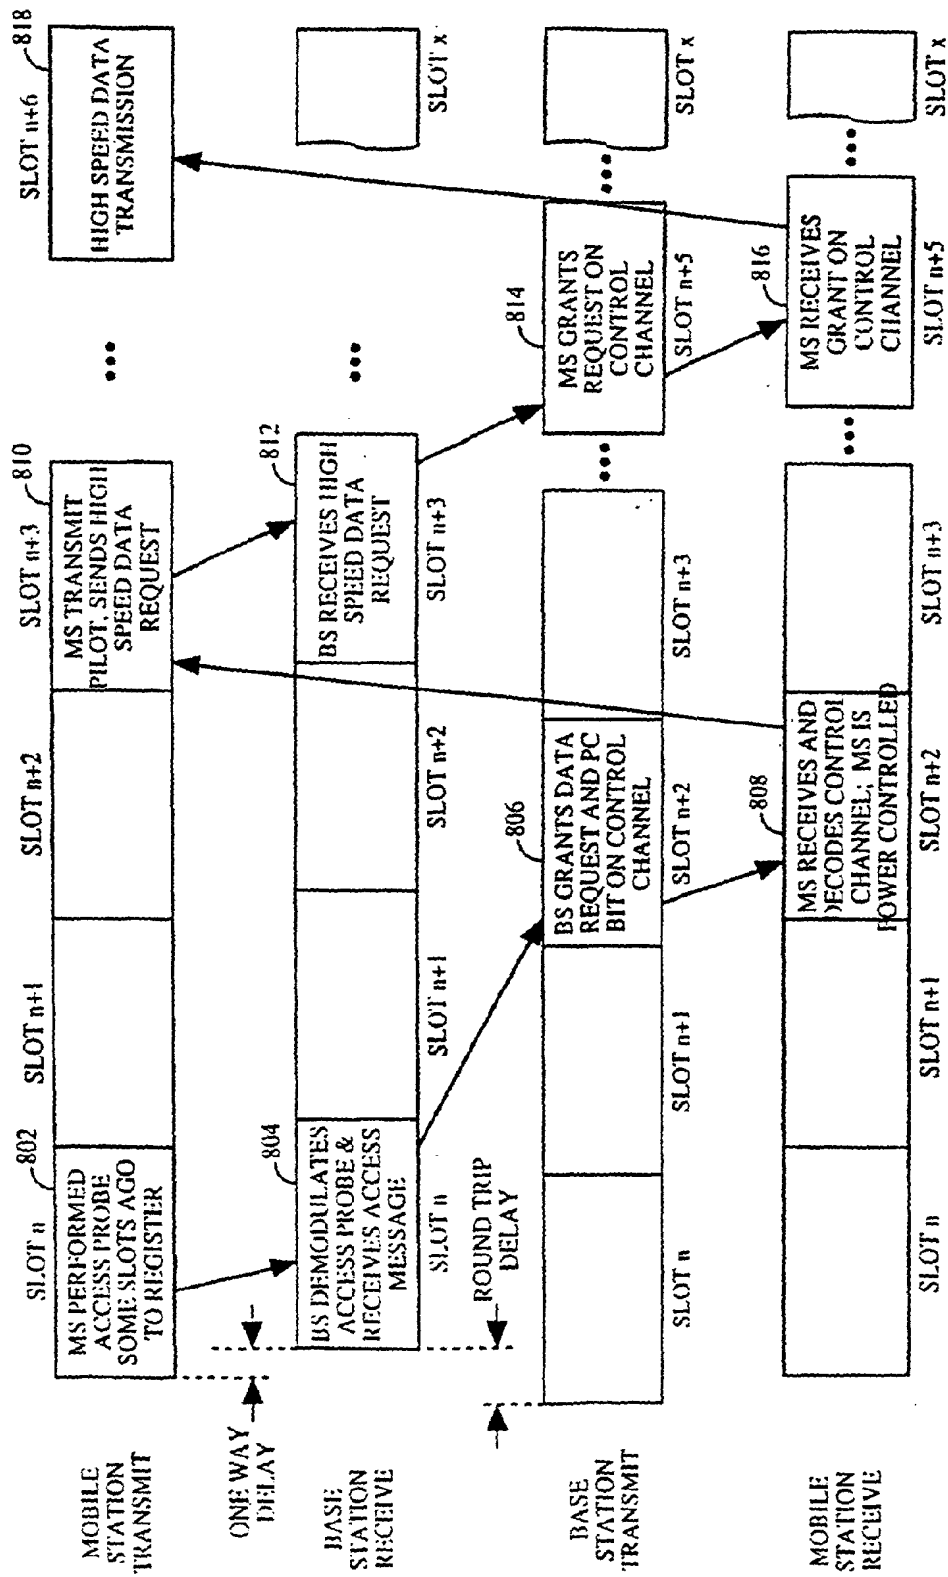 MOBILE
STATION
TRANSMIT
SLOT n
802
MS PERFORMED
ACCESS PROBE
SOME SLOTS AGO
TO REGISTER
SLOT n+1
SLOT n+2
SLOT n+3
810
MS TRANSMIT
PILOT, SENDS HIGH
SPEED DATA
REQUEST
•••
SLOT n+6
818
HIGH SPEED DATA
TRANSMISSION
ONE WAY
DELAY
BASE
STATION
RECEIVE
804
BS DEMODULATES
ACCESS PROBE &
RECEIVES ACCESS
MESSAGE
SLOT n
SLOT n+1
SLOT n+2
812
BS RECEIVES HIGH
SPEED DATA
REQUEST
SLOT n+3
•••
SLOT x
ROUND TRIP
DELAY
BASE
STATION
TRANSMIT
SLOT n
SLOT n+1
806
BS GRANTS DATA
REQUEST AND PC
BIT ON CONTROL
CHANNEL
SLOT n+2
SLOT n+3
•••
814
MS GRANTS
REQUEST ON
CONTROL
CHANNEL
SLOT n+5
•••
SLOT x
MOBILE
STATION
RECEIVE
SLOT n
SLOT n+1
808
MS RECEIVES AND
DECODES CONTROL
CHANNEL; MS IS
POWER CONTROLLED
SLOT n+2
SLOT n+3
•••
816
MS RECEIVES
GRANT ON
CONTROL
CHANNEL
SLOT n+5
•••
SLOT x